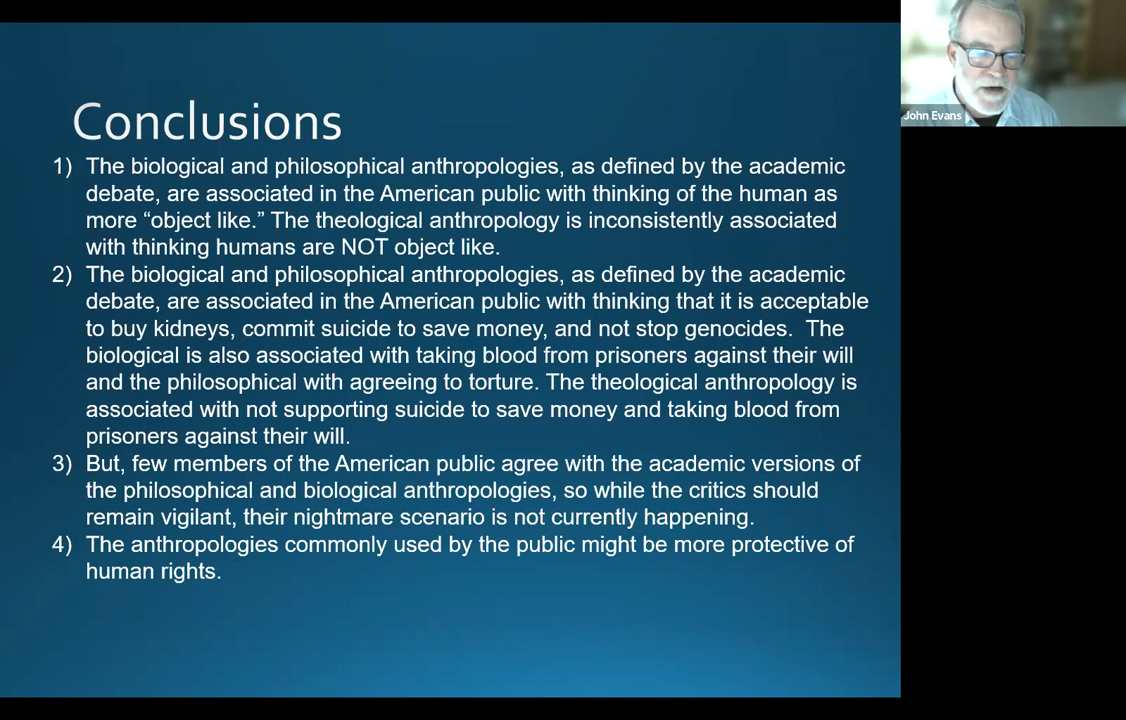 Conclusions
1) The biological and philosophical anthropologies, as defined by the academic
debate, are associated in the American public with thinking of the human as
more “object like.” The theological anthropology is inconsistently associated
with thinking humans are NOT object like.
2) The biological and philosophical anthropologies, as defined by the academic
debate, are associated in the American public with thinking that it is acceptable
to buy kidneys, commit suicide to save money, and not stop genocides. The
biological is also associated with taking blood from prisoners against their will
and the philosophical with agreeing to torture. The theological anthropology is
associated with not supporting suicide to save money and taking blood from
prisoners against their will.
3) But, few members of the American public agree with the academic versions of
the philosophical and biological anthropologies, so while the critics should
remain vigilant, their nightmare scenario is not currently happening.
4) The anthropologies commonly used by the public might be more protective of
human rights.
John Evans